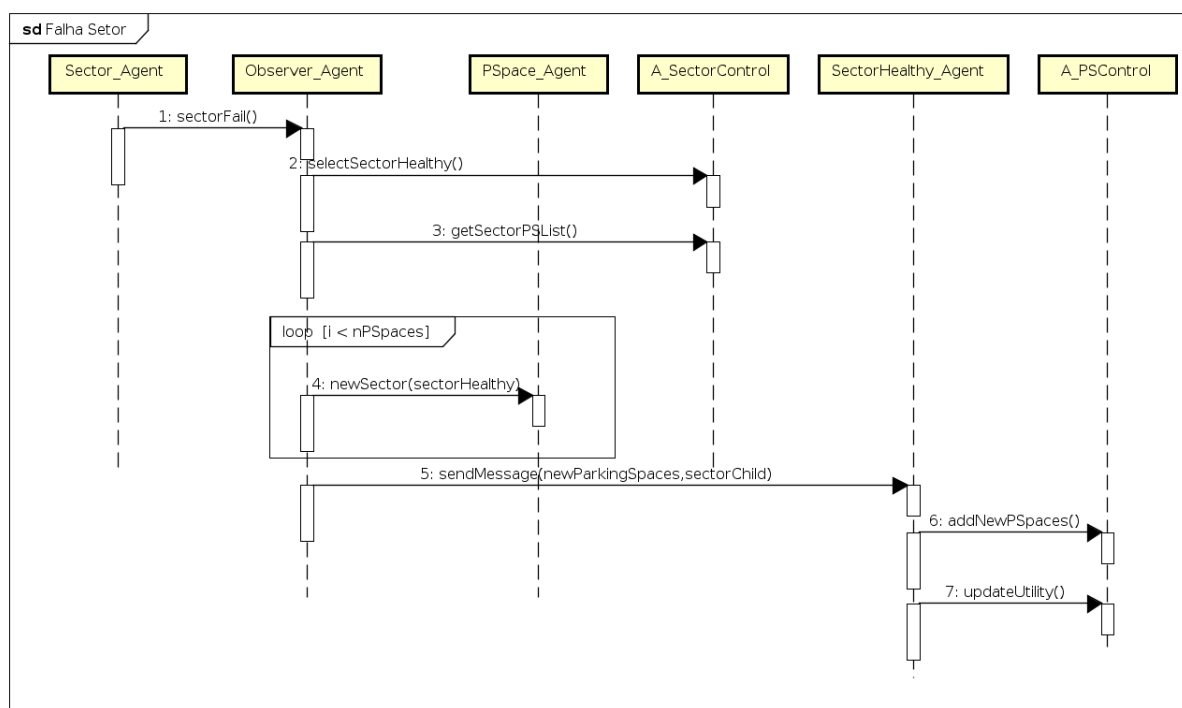 sd Falha Setor
Sector_Agent
Observer_Agent
PSpace_Agent
A_SectorControl
SectorHealthy_Agent
A_PSControl
1: sectorFail()
2: selectSectorHealthy()
3: getSectorPSList()
loop [i < nPSpaces]
4: newSector(sectorHealthy)
5: sendMessage(newParkingSpaces,sectorChild)
6: addNewPSpaces()
7: updateUtility()